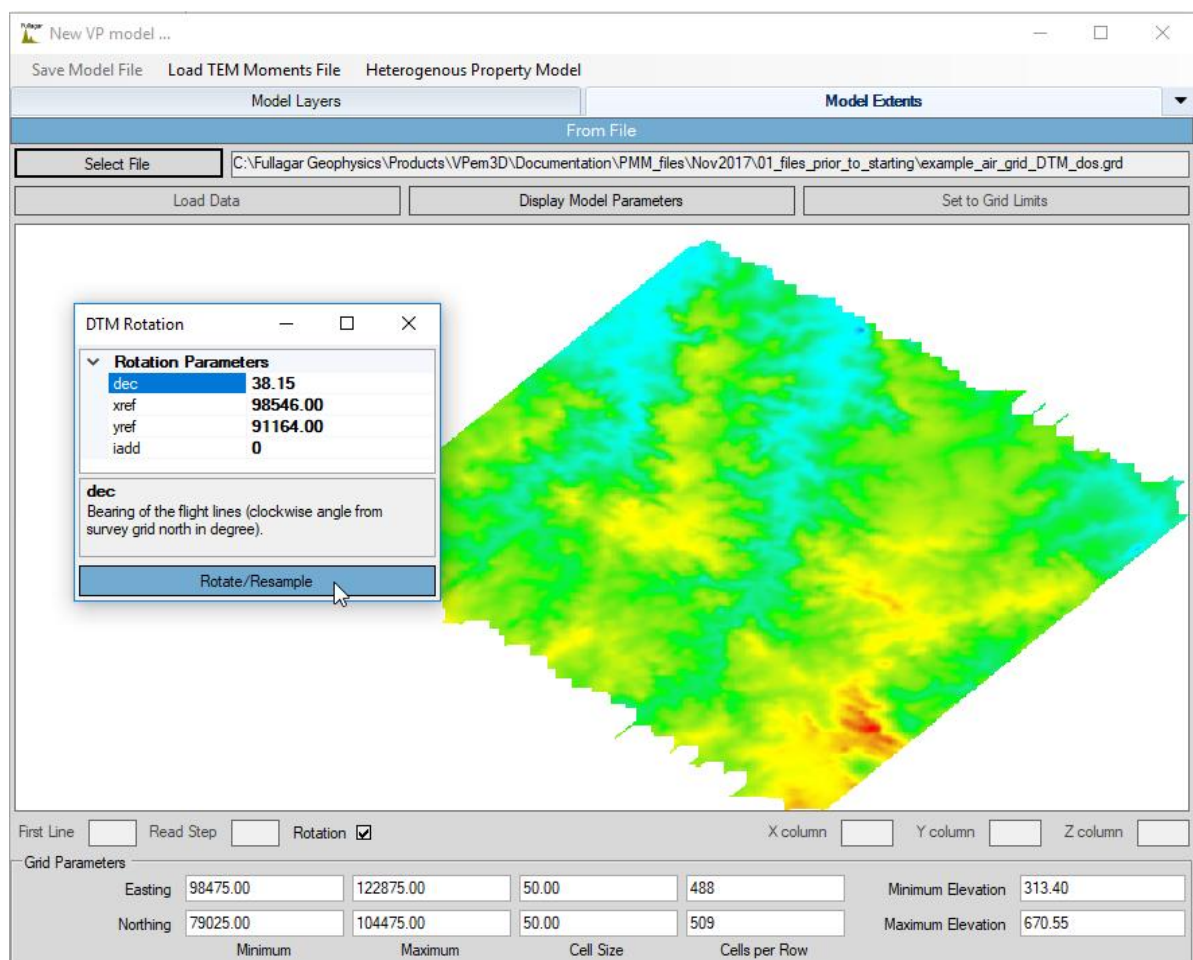 Fullagar
New VP model ...
Save Model File Load TEM Moments File Heterogenous Property Model
Model Layers Model Extents
From File
Select File C:\Fullagar Geophysics\Products\VPem3D\Documentation\PMM_files\Nov2017\01_files_prior_to_starting\example_air_grid_DTM_dos.grd
Load Data Display Model Parameters Set to Grid Limits
DTM Rotation
Rotation Parameters
dec 38.15
xref 98546.00
yref 91164.00
iadd 0
dec
Bearing of the flight lines (clockwise angle from
survey grid north in degree).
Rotate/Resample
First Line Read Step Rotation X column Y column Z column
Grid Parameters
Easting 98475.00 122875.00 50.00 488 Minimum Elevation 313.40
Northing 79025.00 104475.00 50.00 509 Maximum Elevation 670.55
Minimum Maximum Cell Size Cells per Row